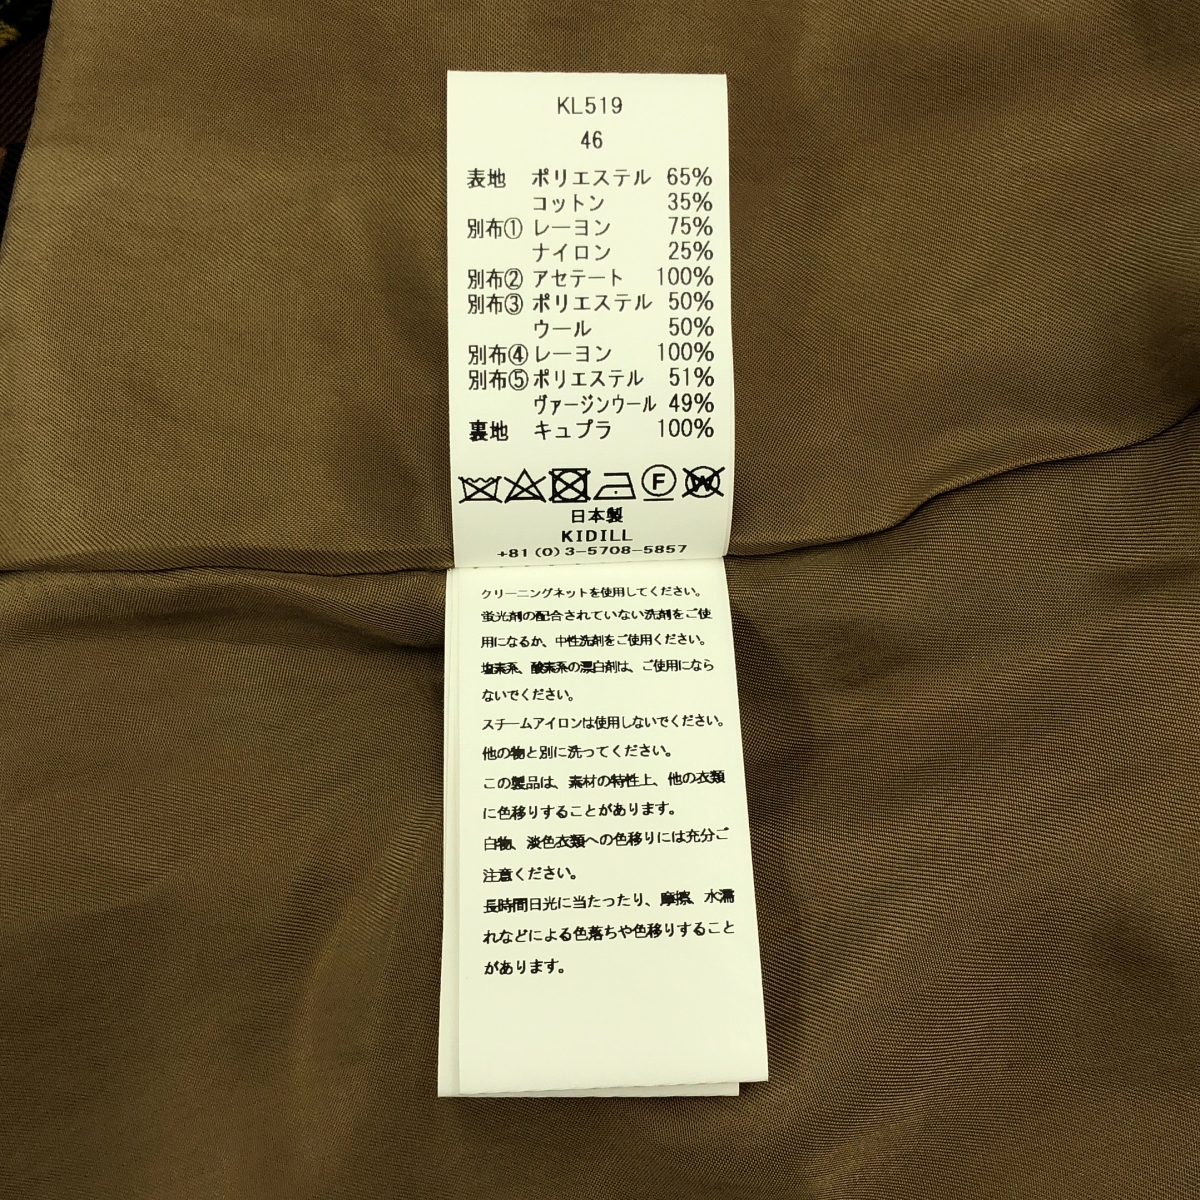 KL519
46
表地 ポリエステル 65%
コットン 35%
別布① レーヨン 75%
ナイロン 25%
別布② アセテート 100%
別布③ ポリエステル 50%
ウール 50%
別布④ レーヨン 100%
別布⑤ ポリエステル 51%
ヴァージンウール 49%
裏地 キュプラ 100%
F W
日本製
KIDILL
+81(0)3-5708-5857
クリーニングネットを使用してください。
蛍光剤の配合されていない洗剤をご使
用になるか、中性洗剤をご使用ください。
塩素系、酸素系の漂白剤は、ご使用になら
ないでください。
スチームアイロンは使用しないでください。
他の物と別に洗ってください。
この製品は、素材の特性上、他の衣類
に色移りすることがあります。
白物、淡色衣類への色移りには充分ご
注意ください。
長時間日光に当たったり、摩擦、水濡
れなどによる色落ちや色移りすること
があります。